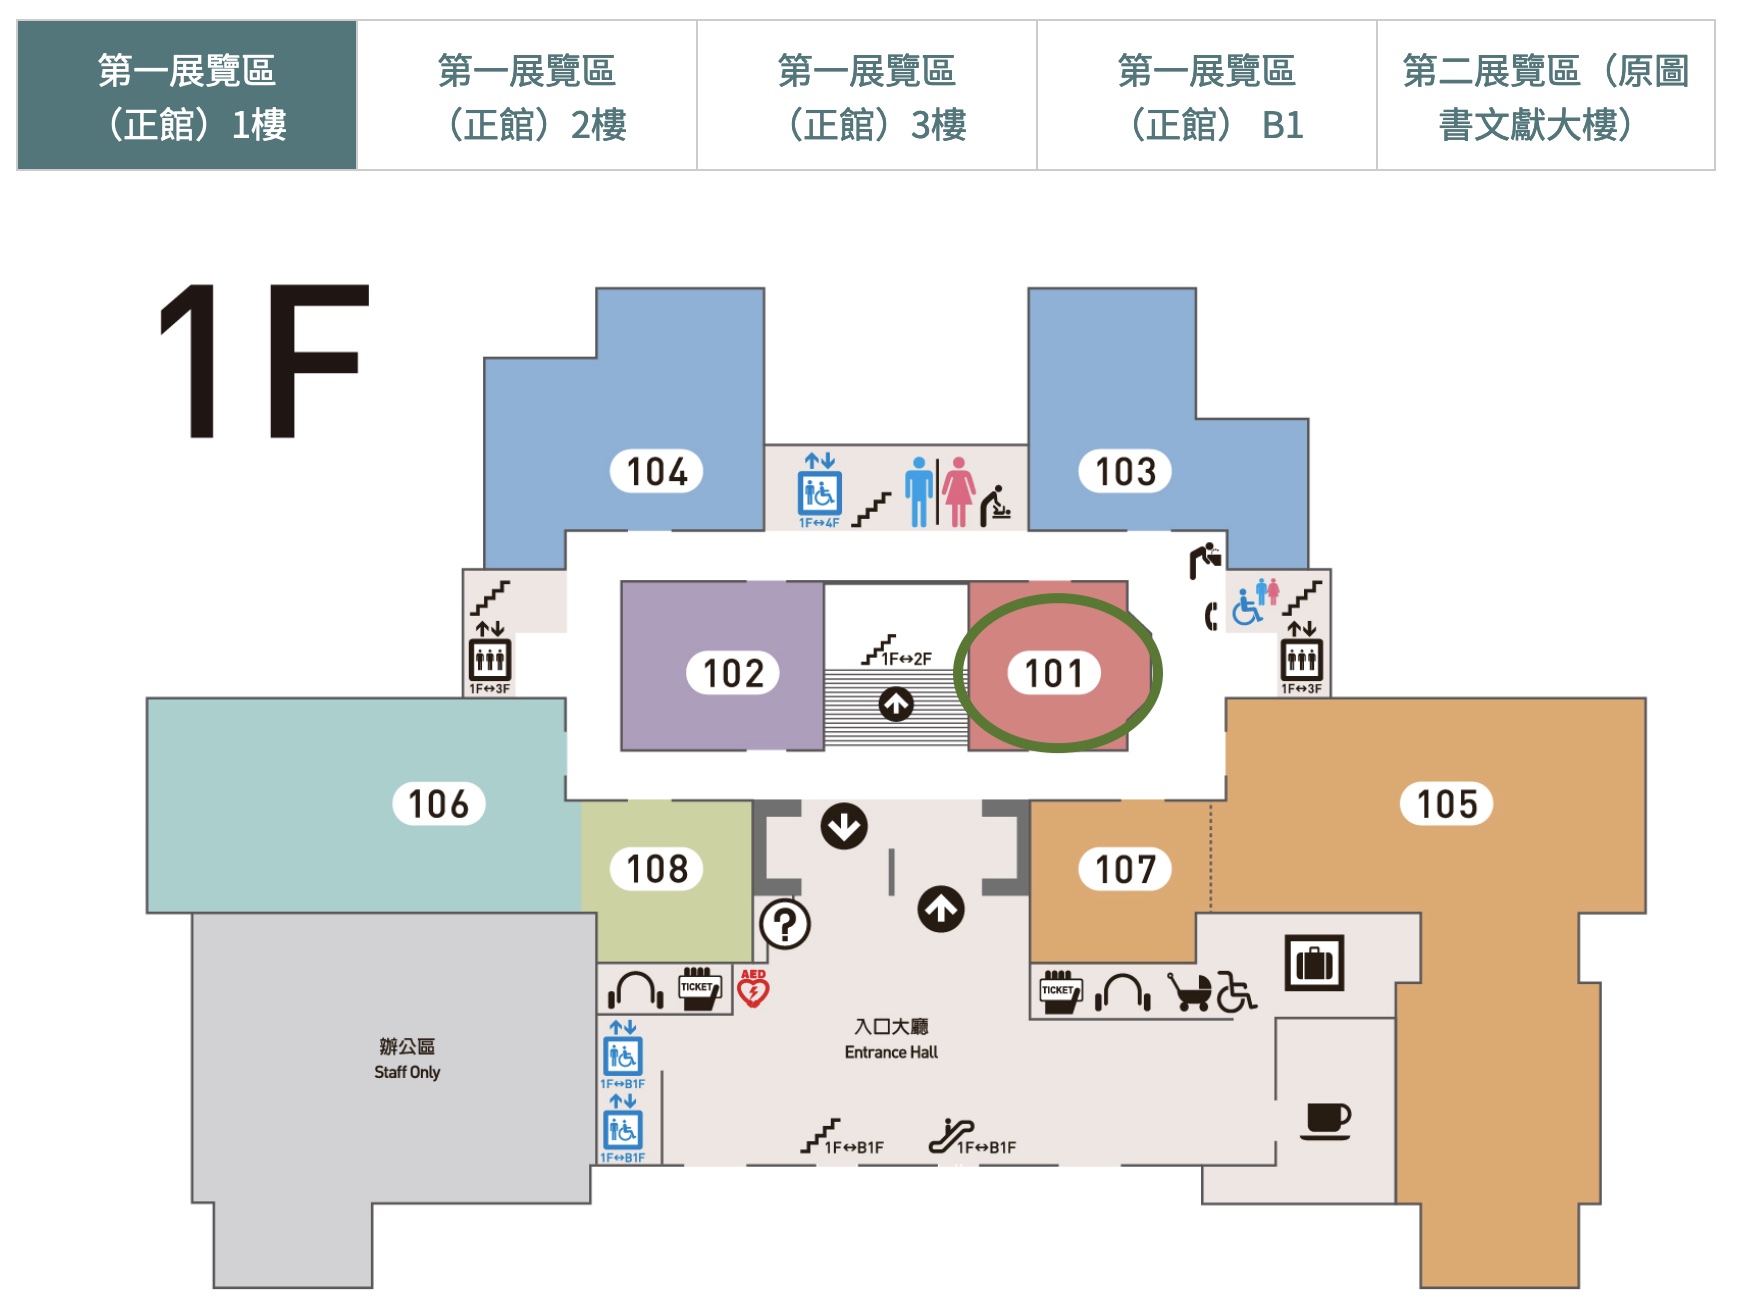 第一展覽區
（正館）1樓
第一展覽區
（正館）2樓
第一展覽區
（正館）3樓
第一展覽區
（正館） B1
第二展覽區（原圖
書文獻大樓）
1F
104
103
1F↔4F
102
1F↔2F
101
1F↔3F
1F↔3F
106
105
108
107
?
TICKET
AED
TICKET
入口大廳
Entrance Hall
辦公區
Staff Only
1F↔B1F
1F↔B1F
1F↔B1F
1F↔B1F